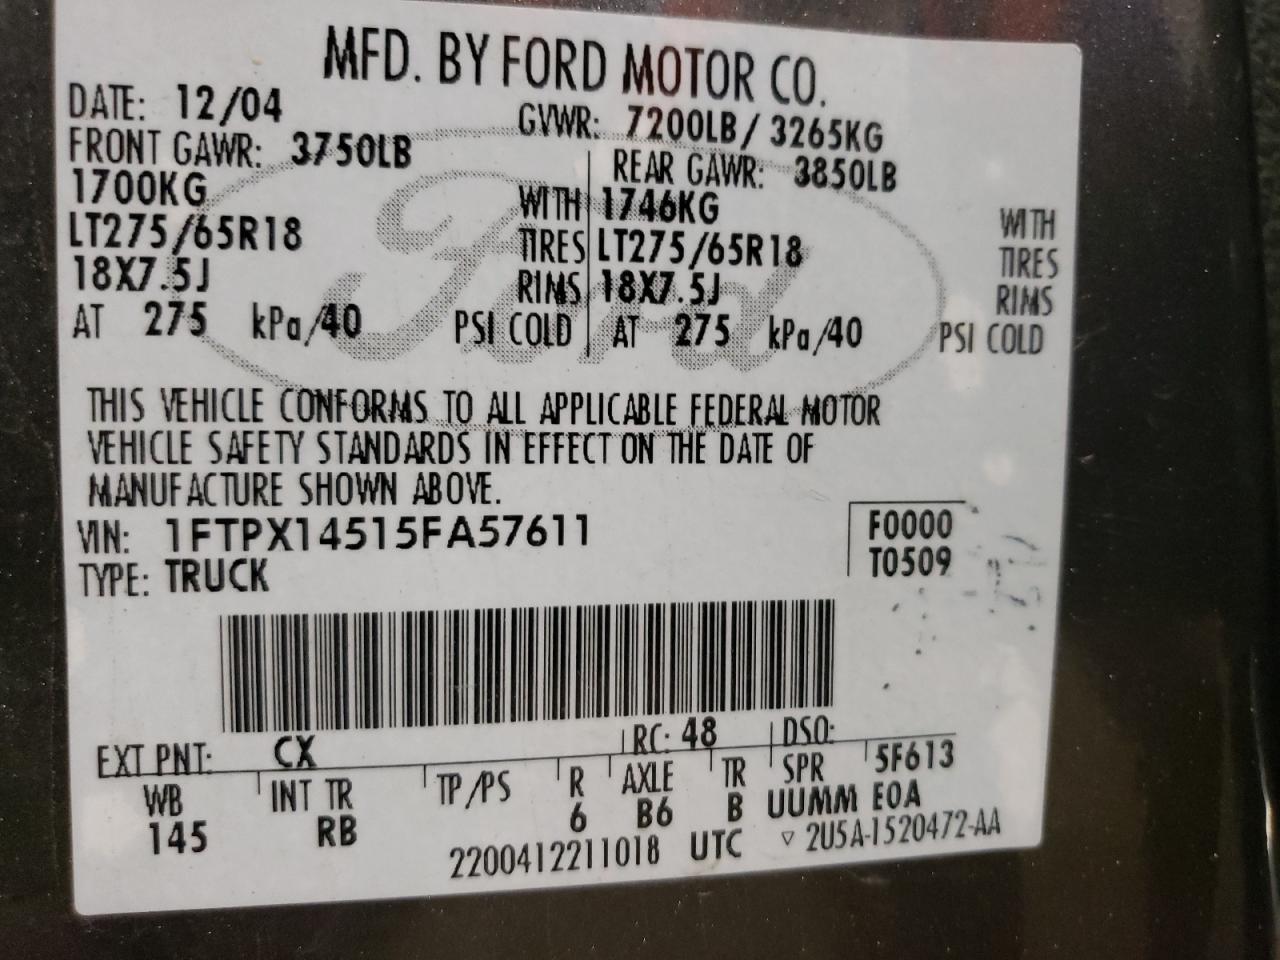 MFD. BY FORD MOTOR CO.
DATE: 12/04 GVWR: 7200LB / 3265KG
FRONT GAWR: 3750LB REAR GAWR: 3850LB
1700KG WITH 1746KG WITH
LT275/65R18 TIRES LT275/65R18 TIRES
18X7.5J RIMS 18X7.5J RIMS
AT 275 kPa/40 PSI COLD AT 275 kPa/40 PSI COLD
Ford
THIS VEHICLE CONFORMS TO ALL APPLICABLE FEDERAL MOTOR
VEHICLE SAFETY STANDARDS IN EFFECT ON THE DATE OF
MANUFACTURE SHOWN ABOVE.
VIN: 1FTPX14515FA57611 F0000
TYPE: TRUCK T0509
EXT PNT: CX RC: 48 DSO:
WB INT TR TP/PS R AXLE TR SPR 5F613
145 RB 6 B6 B UUMM E0A
2200412211018 UTC ▽ 2U5A-1520472-AA